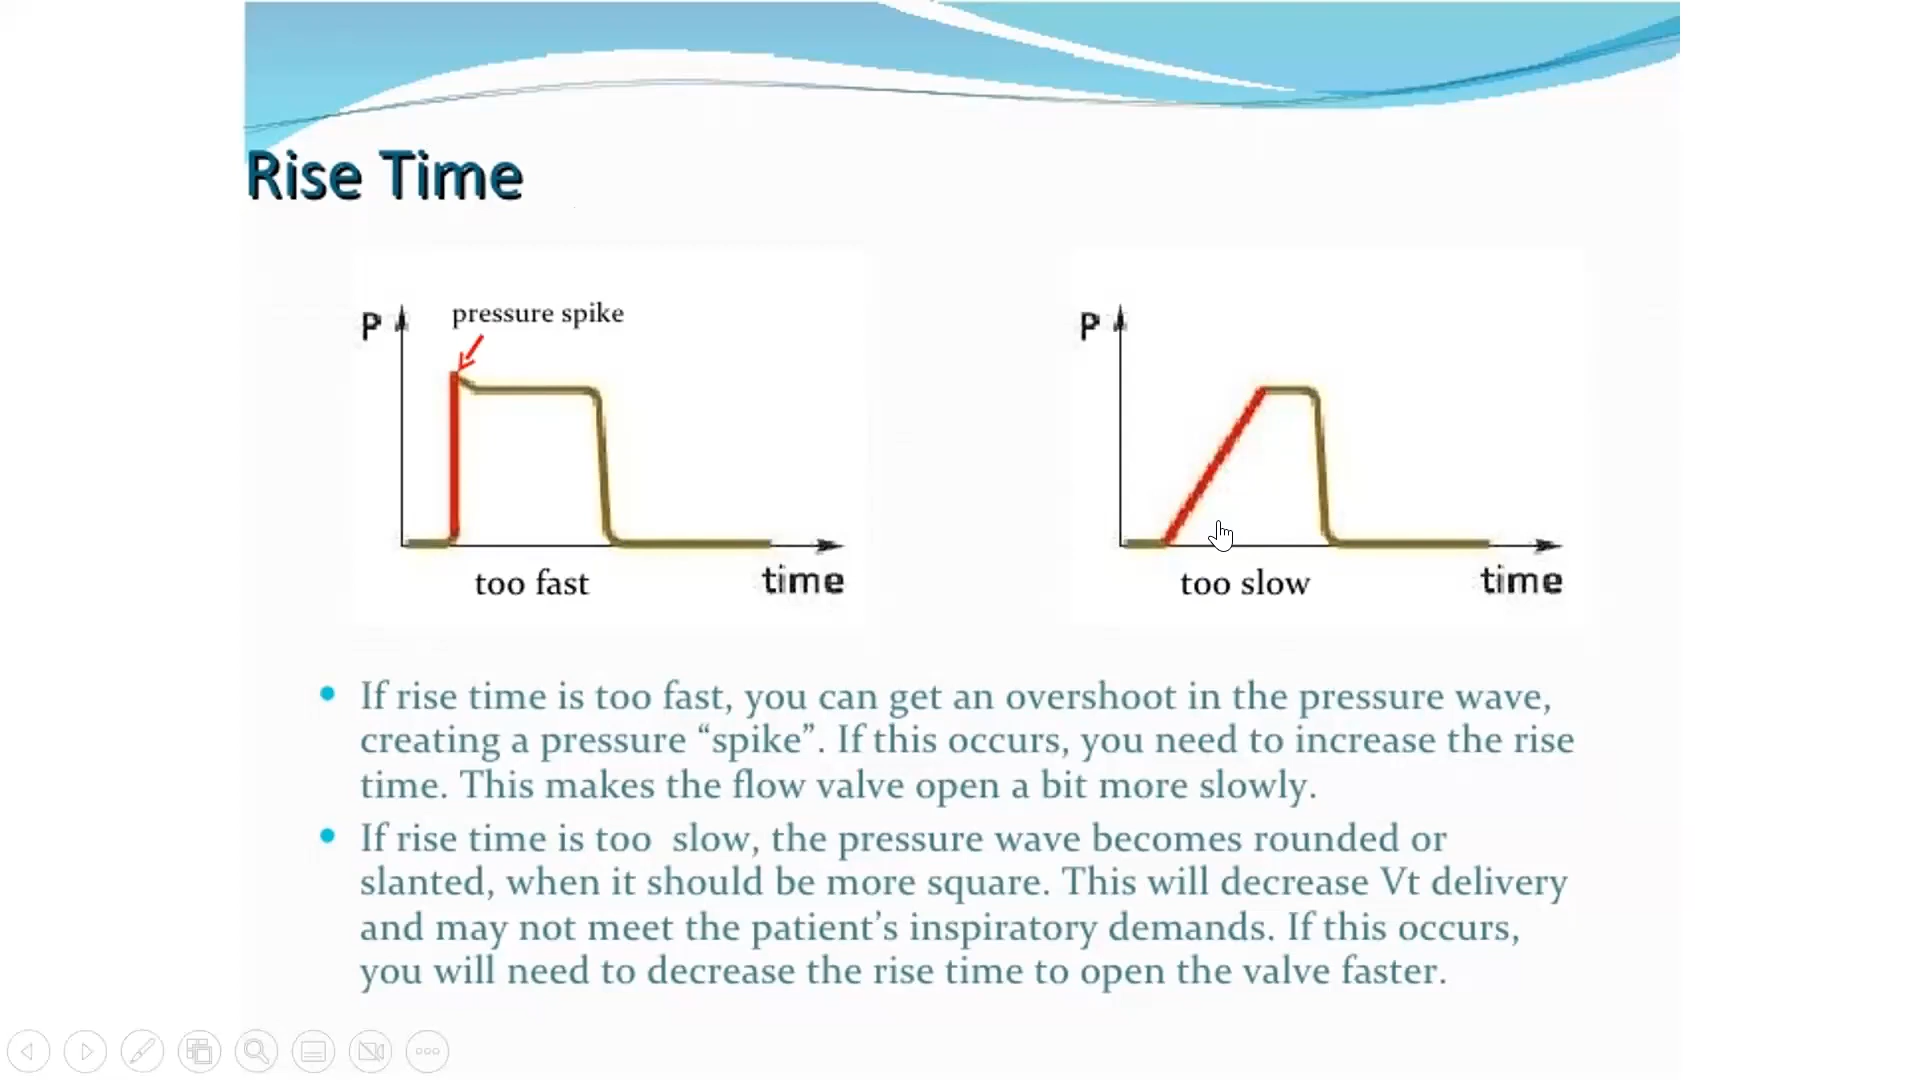 Rise Time
P
pressure spike
too fast
time
P
too slow
time
• If rise time is too fast, you can get an overshoot in the pressure wave,
creating a pressure “spike”. If this occurs, you need to increase the rise
time. This makes the flow valve open a bit more slowly.
• If rise time is too  slow, the pressure wave becomes rounded or
slanted, when it should be more square. This will decrease Vt delivery
and may not meet the patient’s inspiratory demands. If this occurs,
you will need to decrease the rise time to open the valve faster.